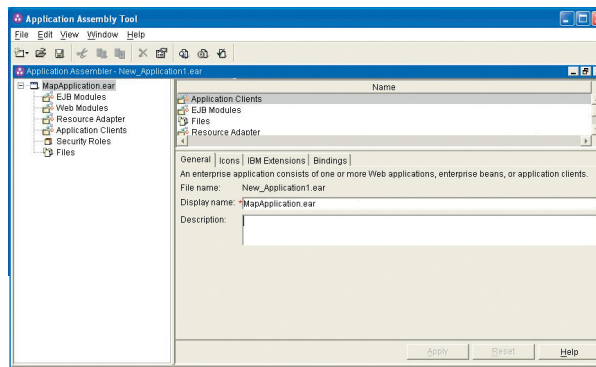 Application Assembly Tool
File Edit View Window Help
Application Assembler - New_Application1.ear
MapApplication.ear
EJB Modules
Web Modules
Resource Adapter
Application Clients
Security Roles
Files
Name
Application Clients
EJB Modules
Files
Resource Adapter
General Icons IBM Extensions Bindings
An enterprise application consists of one or more Web applications, enterprise beans, or application clients.
File name: New_Application1.ear
Display name: *MapApplication.ear
Description:
Apply Reset Help